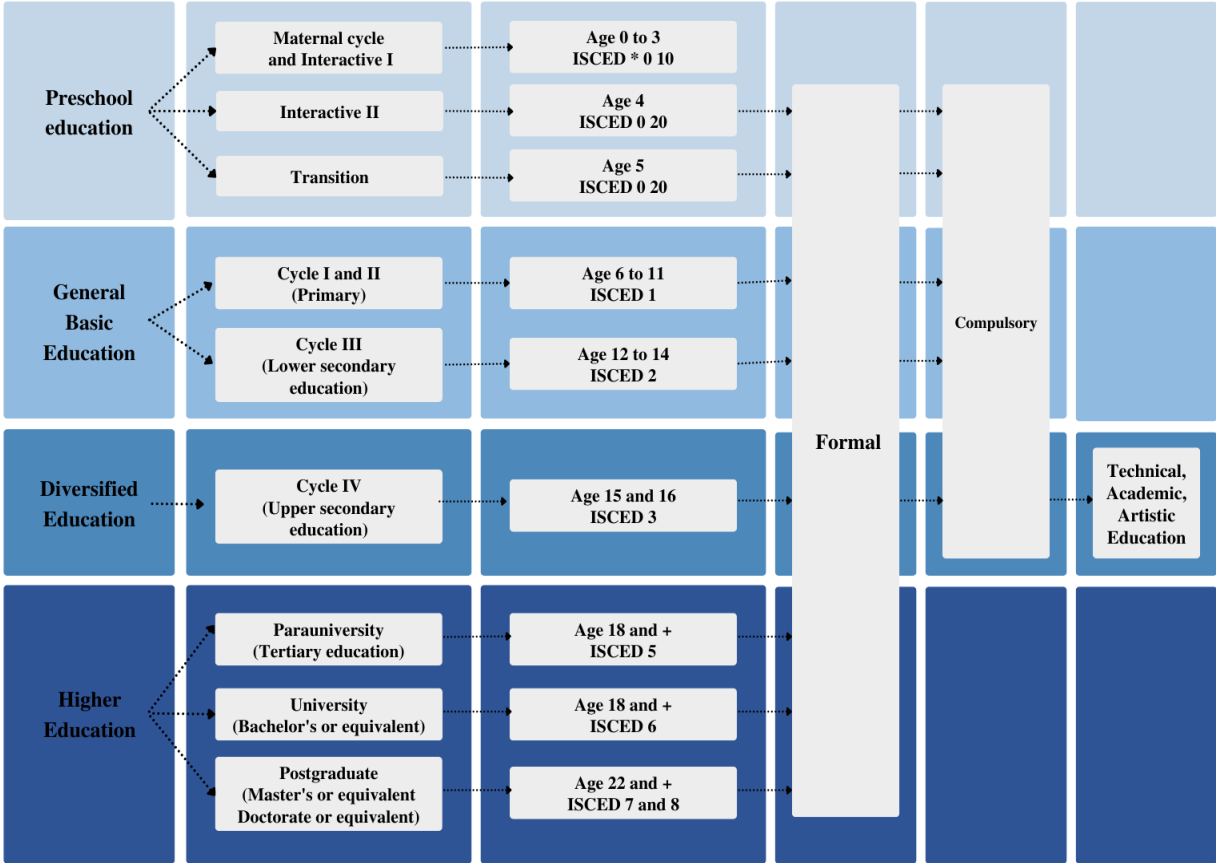 Preschool
education
Maternal cycle
and Interactive I
Age 0 to 3
ISCED * 0 10
Interactive II
Age 4
ISCED 0 20
Transition
Age 5
ISCED 0 20
General
Basic
Education
Cycle I and II
(Primary)
Age 6 to 11
ISCED 1
Cycle III
(Lower secondary
education)
Age 12 to 14
ISCED 2
Diversified
Education
Cycle IV
(Upper secondary
education)
Age 15 and 16
ISCED 3
Formal
Compulsory
Technical,
Academic,
Artistic
Education
Higher
Education
Parauniversity
(Tertiary education)
Age 18 and +
ISCED 5
University
(Bachelor's or equivalent)
Age 18 and +
ISCED 6
Postgraduate
(Master's or equivalent
Doctorate or equivalent)
Age 22 and +
ISCED 7 and 8